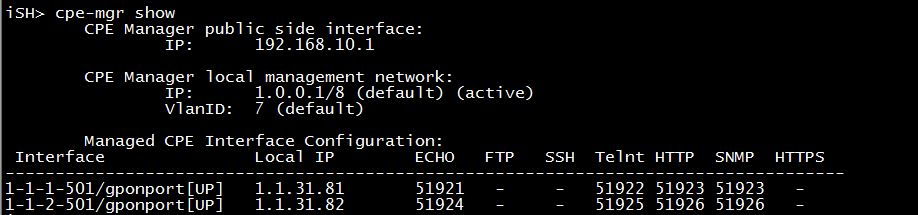 iSH> cpe-mgr show
CPE Manager public side interface:
IP: 192.168.10.1
CPE Manager local management network:
IP: 1.0.0.1/8 (default) (active)
VlanID: 7 (default)
Managed CPE Interface Configuration:
Interface Local IP ECHO FTP SSH Telnt HTTP SNMP HTTPS
--------------------------------------------------------------------------------
1-1-1-501/gponport[UP] 1.1.31.81 51921 - - 51922 51923 51923 -
1-1-2-501/gponport[UP] 1.1.31.82 51924 - - 51925 51926 51926 -